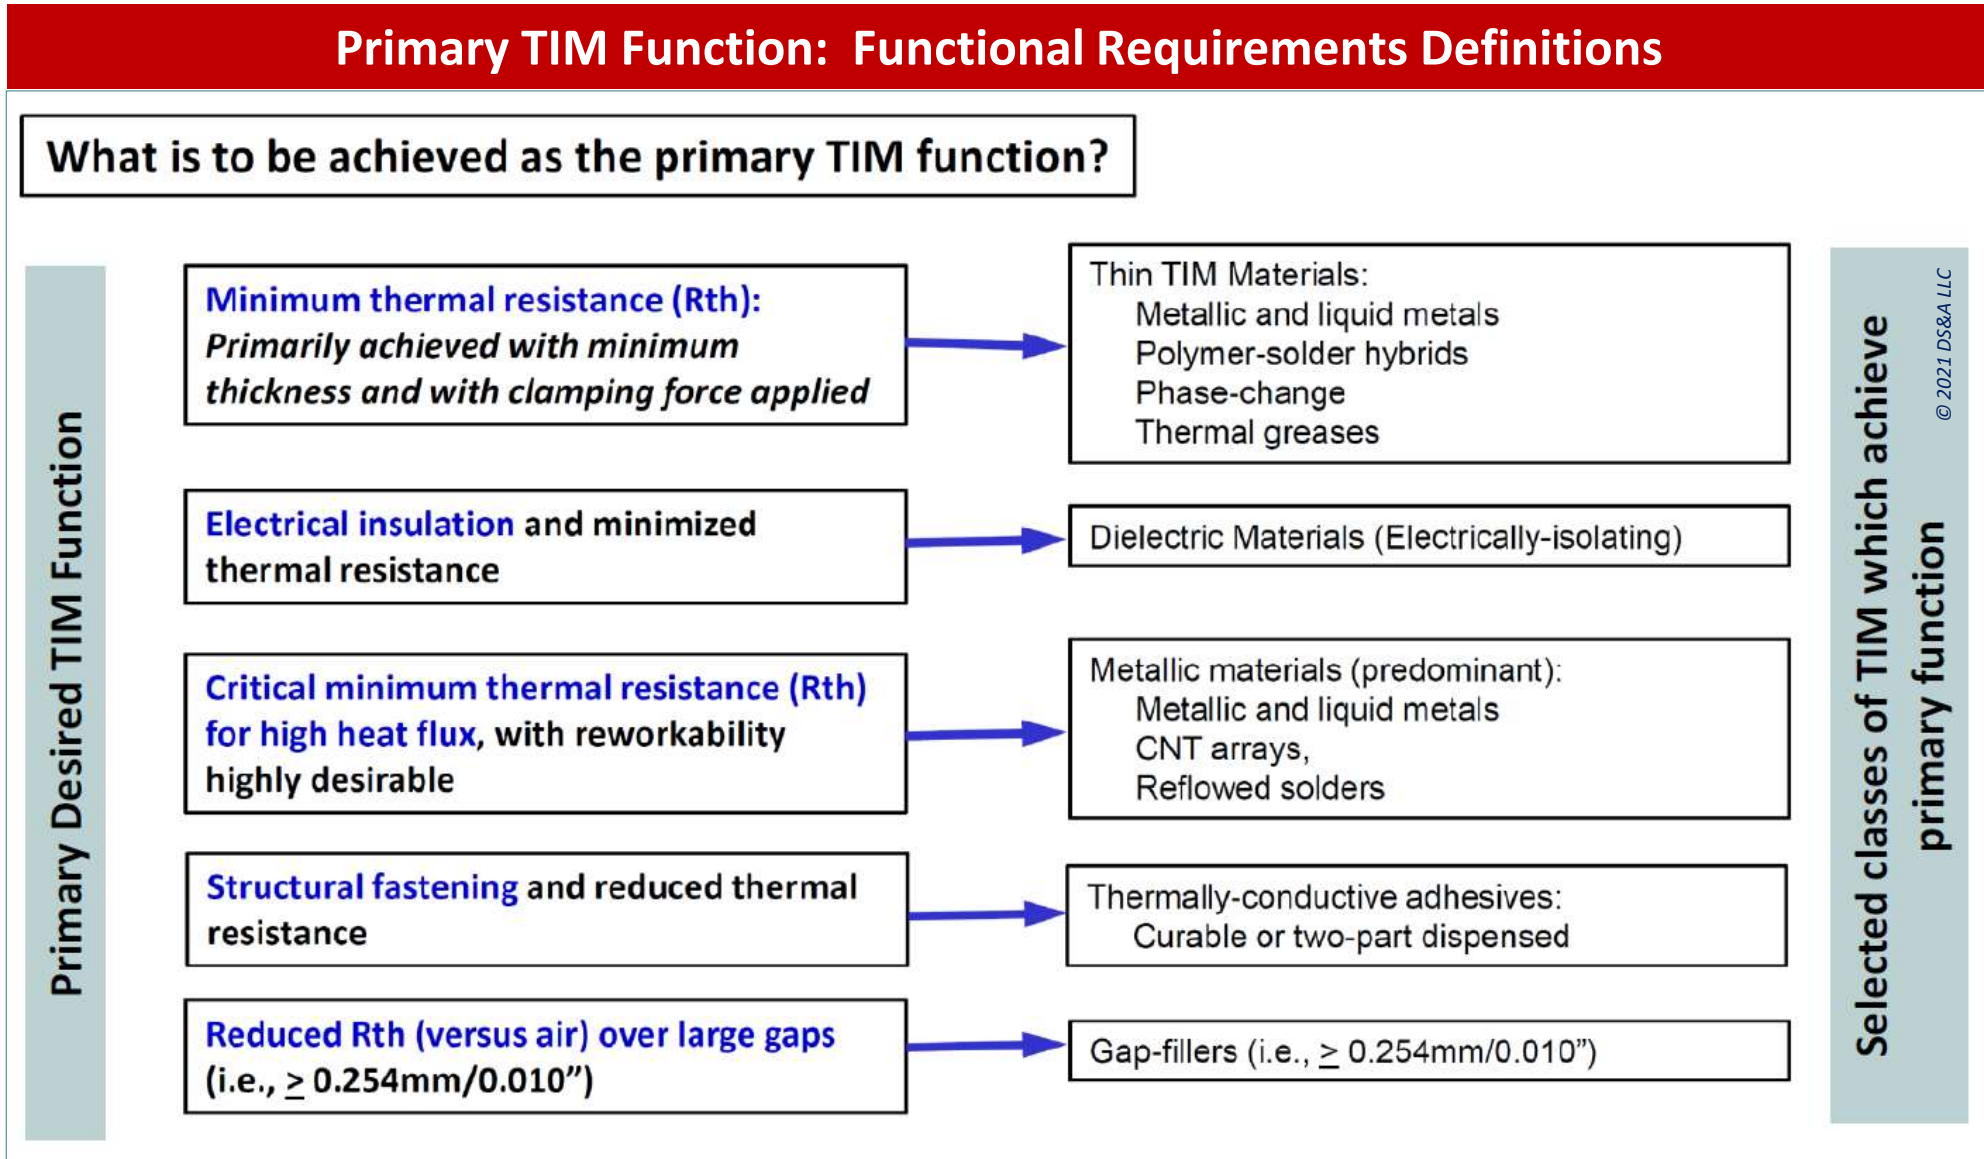 Primary TIM Function:  Functional Requirements Definitions
What is to be achieved as the primary TIM function?
Primary Desired TIM Function
Minimum thermal resistance (Rth):
Primarily achieved with minimum
thickness and with clamping force applied
Thin TIM Materials:
Metallic and liquid metals
Polymer-solder hybrids
Phase-change
Thermal greases
Electrical insulation and minimized
thermal resistance
Dielectric Materials (Electrically-isolating)
Critical minimum thermal resistance (Rth)
for high heat flux, with reworkability
highly desirable
Metallic materials (predominant):
Metallic and liquid metals
CNT arrays,
Reflowed solders
Structural fastening and reduced thermal
resistance
Thermally-conductive adhesives:
Curable or two-part dispensed
Reduced Rth (versus air) over large gaps
(i.e., ≥ 0.254mm/0.010”)
Gap-fillers (i.e., ≥ 0.254mm/0.010”)
Selected classes of TIM which achieve
primary function
© 2021 DS&A LLC